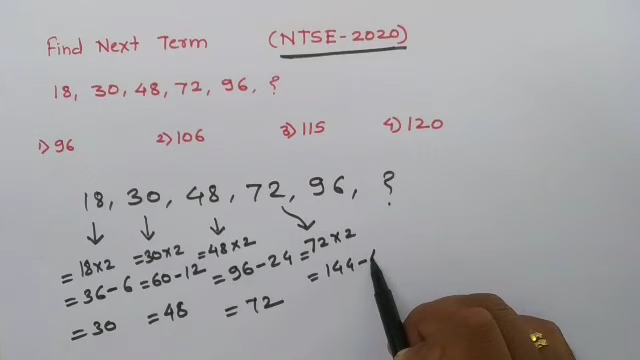 Find Next Term (NTSE-2020)
18, 30, 48, 72, 96, ?
1) 96 2) 106 3) 115 4) 120
18, 30, 48, 72, 96, ?
= 18×2 = 30×2 = 48×2 = 72×2
= 36-6 = 60-12 = 96-24 = 144-
= 30 = 48 = 72